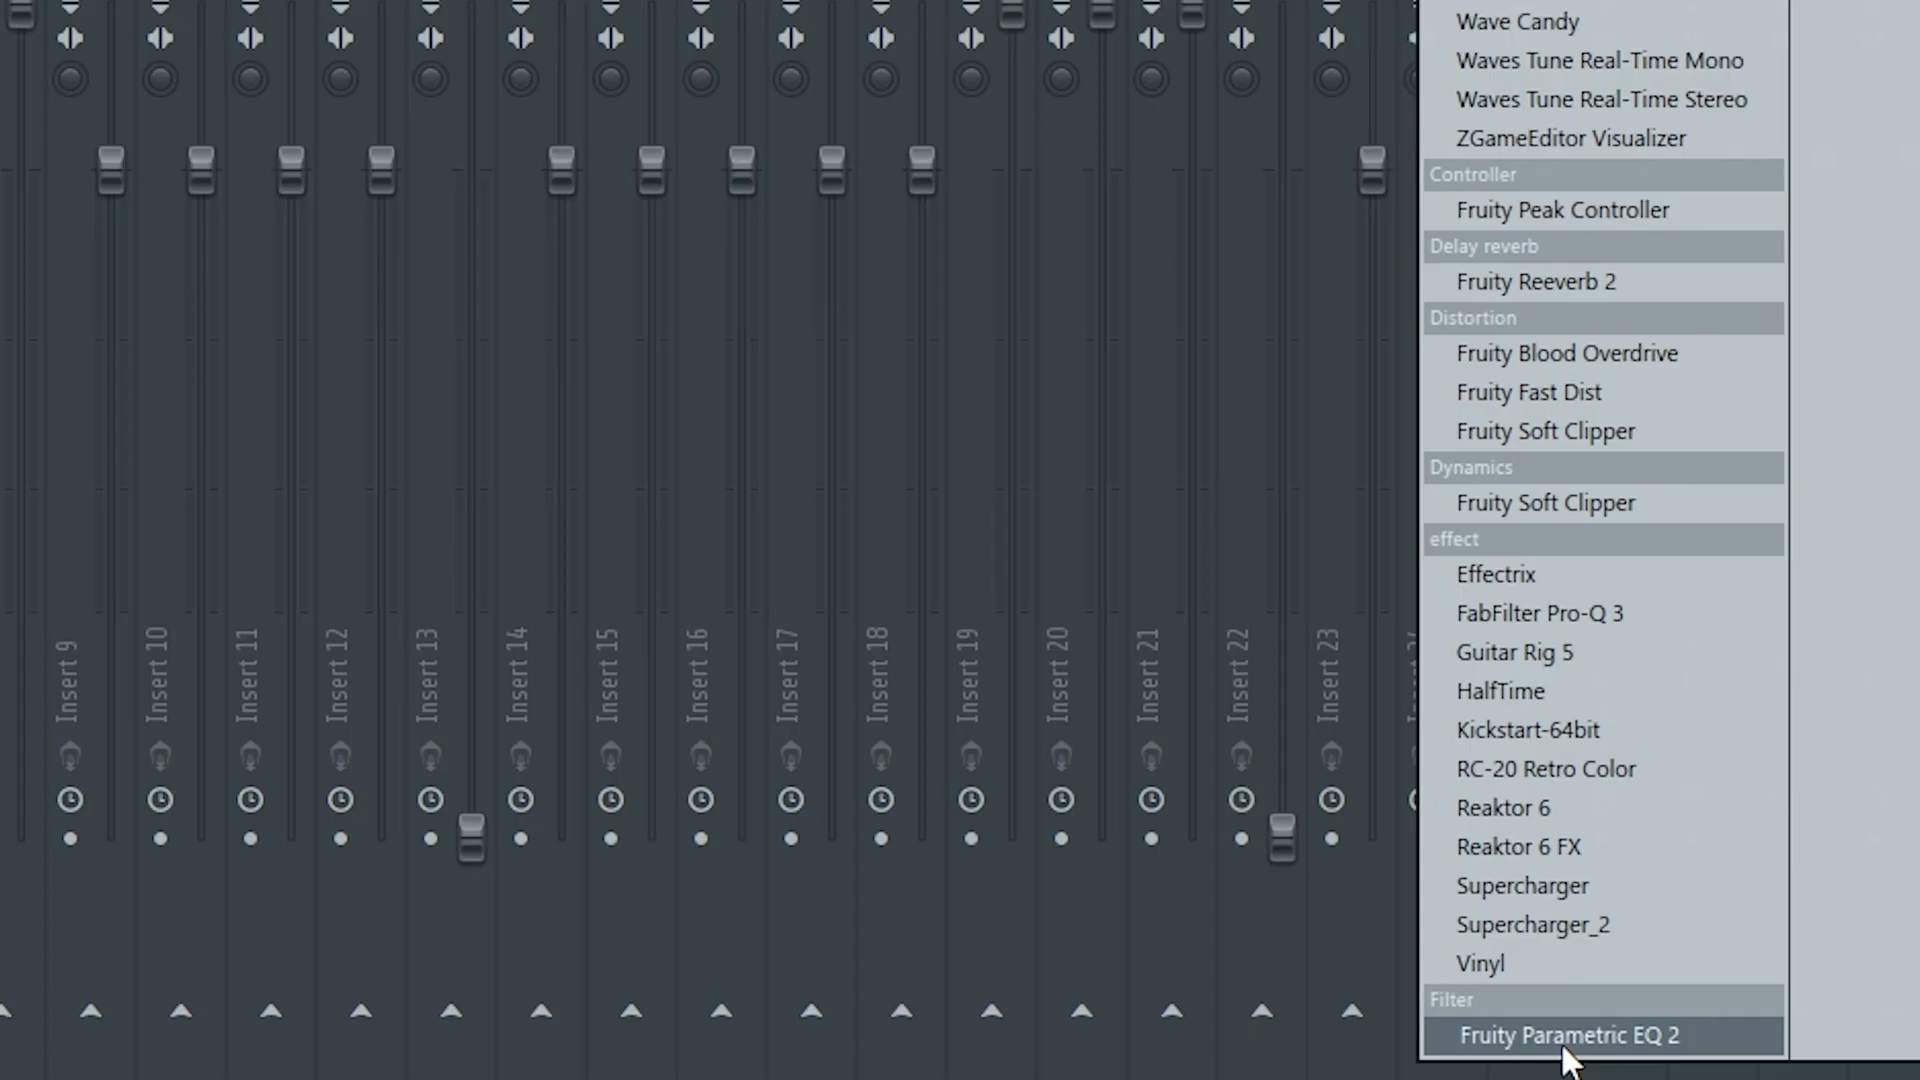 Wave Candy
Waves Tune Real-Time Mono
Waves Tune Real-Time Stereo
ZGameEditor Visualizer
Controller
Fruity Peak Controller
Delay reverb
Fruity Reeverb 2
Distortion
Fruity Blood Overdrive
Fruity Fast Dist
Fruity Soft Clipper
Dynamics
Fruity Soft Clipper
effect
Effectrix
FabFilter Pro-Q 3
Guitar Rig 5
HalfTime
Kickstart-64bit
RC-20 Retro Color
Reaktor 6
Reaktor 6 FX
Supercharger
Supercharger_2
Vinyl
Filter
Fruity Parametric EQ 2
Insert 9
Insert 10
Insert 11
Insert 12
Insert 13
Insert 14
Insert 15
Insert 16
Insert 17
Insert 18
Insert 19
Insert 20
Insert 21
Insert 22
Insert 23